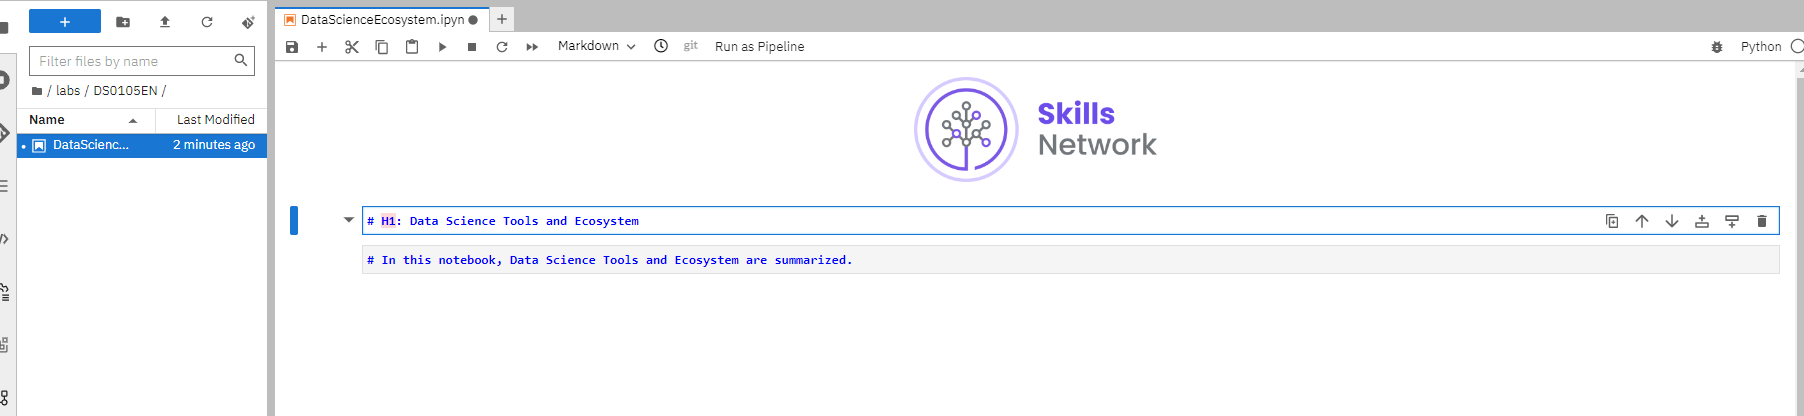 DataScienceEcosystem.ipyn
+
Markdown
git
Run as Pipeline
Python
Filter files by name
/ labs / DS0105EN /
Name
Last Modified
DataScienc...
2 minutes ago
Skills
Network
# H1: Data Science Tools and Ecosystem
# In this notebook, Data Science Tools and Ecosystem are summarized.